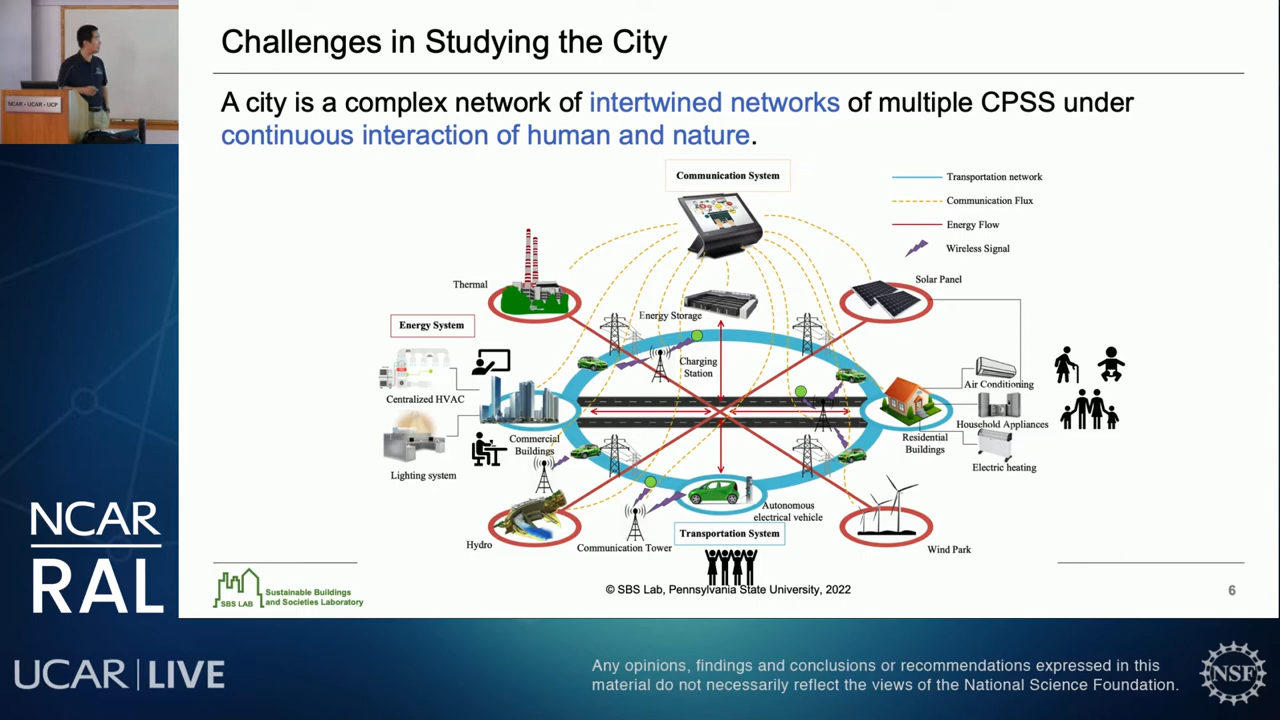 NCAR • UCAR • UCP
Challenges in Studying the City
A city is a complex network of intertwined networks of multiple CPSS under
continuous interaction of human and nature.
Communication System
Transportation network
Communication Flux
Energy Flow
Wireless Signal
Thermal
Solar Panel
Energy Storage
Energy System
Charging
Station
Centralized HVAC
Air Conditioning
Household Appliances
Commercial
Buildings
Residential
Buildings
Lighting system
Electric heating
Autonomous
electrical vehicle
Hydro
Communication Tower
Transportation System
Wind Park
SBS LAB
Sustainable Buildings
and Societies Laboratory
© SBS Lab, Pennsylvania State University, 2022
6
NCAR
RAL
UCAR | LIVE
Any opinions, findings and conclusions or recommendations expressed in this
material do not necessarily reflect the views of the National Science Foundation.
NSF